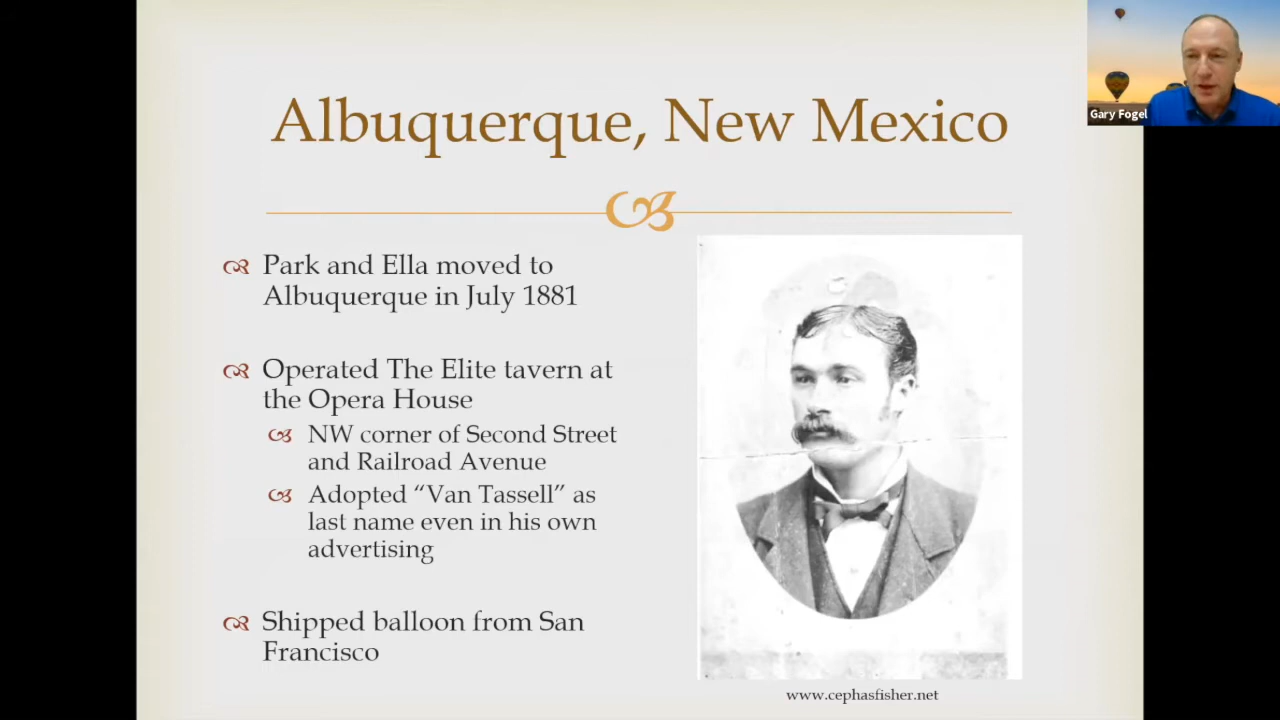 Albuquerque, New Mexico
Park and Ella moved to
Albuquerque in July 1881
Operated The Elite tavern at
the Opera House
NW corner of Second Street
and Railroad Avenue
Adopted “Van Tassell” as
last name even in his own
advertising
Shipped balloon from San
Francisco
www.cephasfisher.net
Gary Fogel